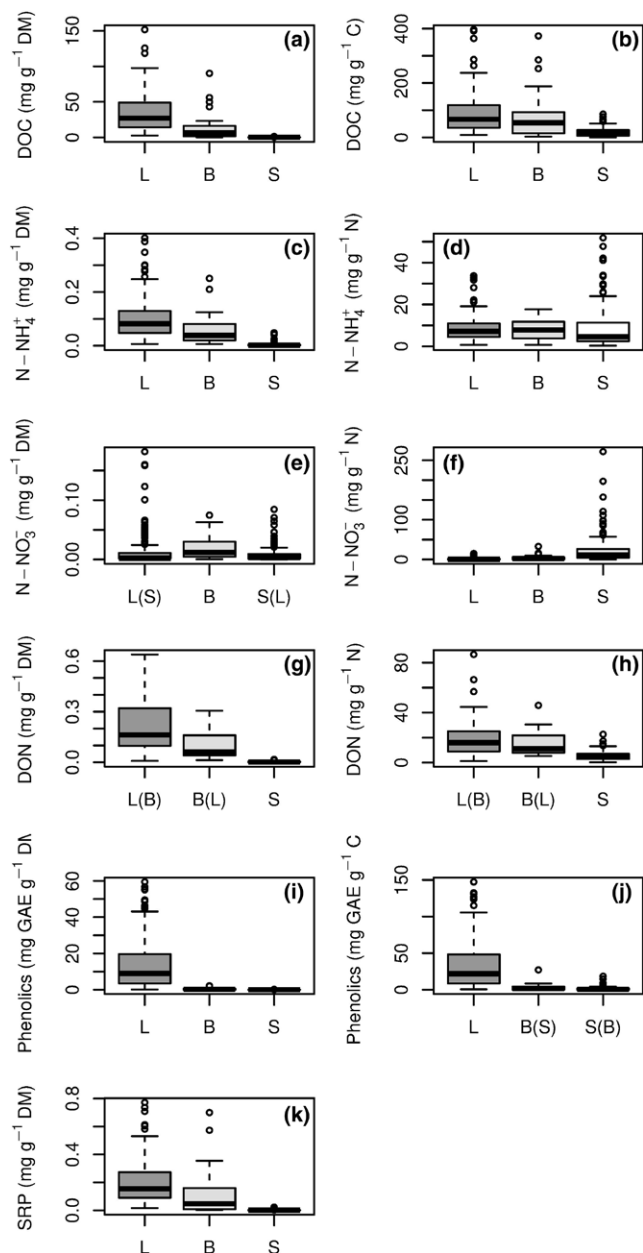 (a)
DOC (mg g⁻¹ DM)
0 50 150
L B S
(b)
DOC (mg g⁻¹ C)
0 200 400
L B S
(c)
N − NH₄⁺ (mg g⁻¹ DM)
0.0 0.2 0.4
L B S
(d)
N − NH₄⁺ (mg g⁻¹ N)
0 20 40
L B S
(e)
N − NO₃⁻ (mg g⁻¹ DM)
0.00 0.10
L(S) B S(L)
(f)
N − NO₃⁻ (mg g⁻¹ N)
0 100 250
L B S
(g)
DON (mg g⁻¹ DM)
0.0 0.3 0.6
L(B) B(L) S
(h)
DON (mg g⁻¹ N)
0 40 80
L(B) B(L) S
(i)
Phenolics (mg GAE g⁻¹ DM
0 20 40 60
L B S
(j)
Phenolics (mg GAE g⁻¹ C
0 50 150
L B(S) S(B)
(k)
SRP (mg g⁻¹ DM)
0.0 0.4 0.8
L B S